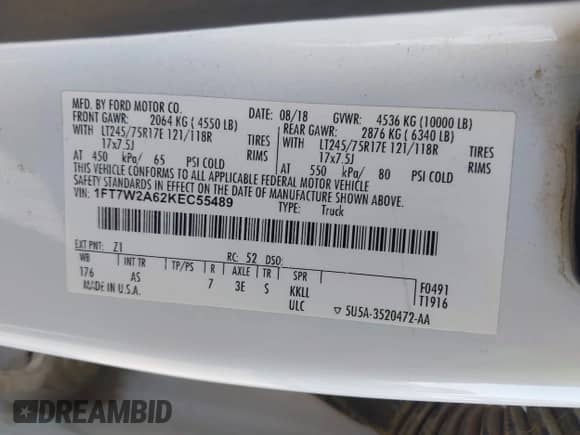 MFD. BY FORD MOTOR CO.
DATE: 08/18 GVWR: 4536 KG (10000 LB)
FRONT GAWR: 2064 KG ( 4550 LB) REAR GAWR: 2876 KG ( 6340 LB)
WITH LT245/75R17E 121/118R TIRES WITH LT245/75R17E 121/118R TIRES
17x7.5J RIMS 17x7.5J RIMS
AT 450 kPa/ 65 PSI COLD AT 550 kPa/ 80 PSI COLD
THIS VEHICLE CONFORMS TO ALL APPLICABLE FEDERAL MOTOR VEHICLE
SAFETY AND THEFT PREVENTION STANDARDS IN EFFECT ON THE DATE OF MANUFACTURE SHOWN ABOVE.
VIN: 1FT7W2A62KEC55489
TYPE: Truck
EXT PNT: Z1 RC: 52 DSO:
WB INT TR TP/PS R AXLE TR SPR
176 AS 7 3E S KKLL F0491
MADE IN U.S.A. ULC T1916
▽ 5U5A-3520472-AA
DREAMBID